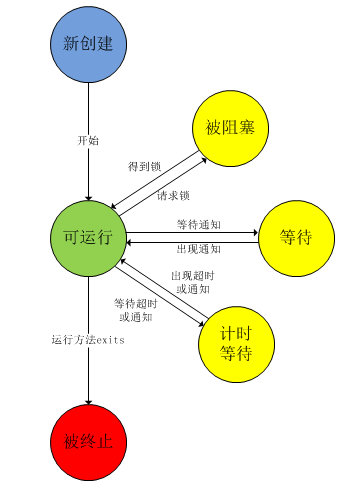 新创建
开始
被阻塞
得到锁
请求锁
可运行
等待通知
出现通知
等待
出现超时
或通知
等待超时
或通知
计时
等待
运行方法exits
被终止